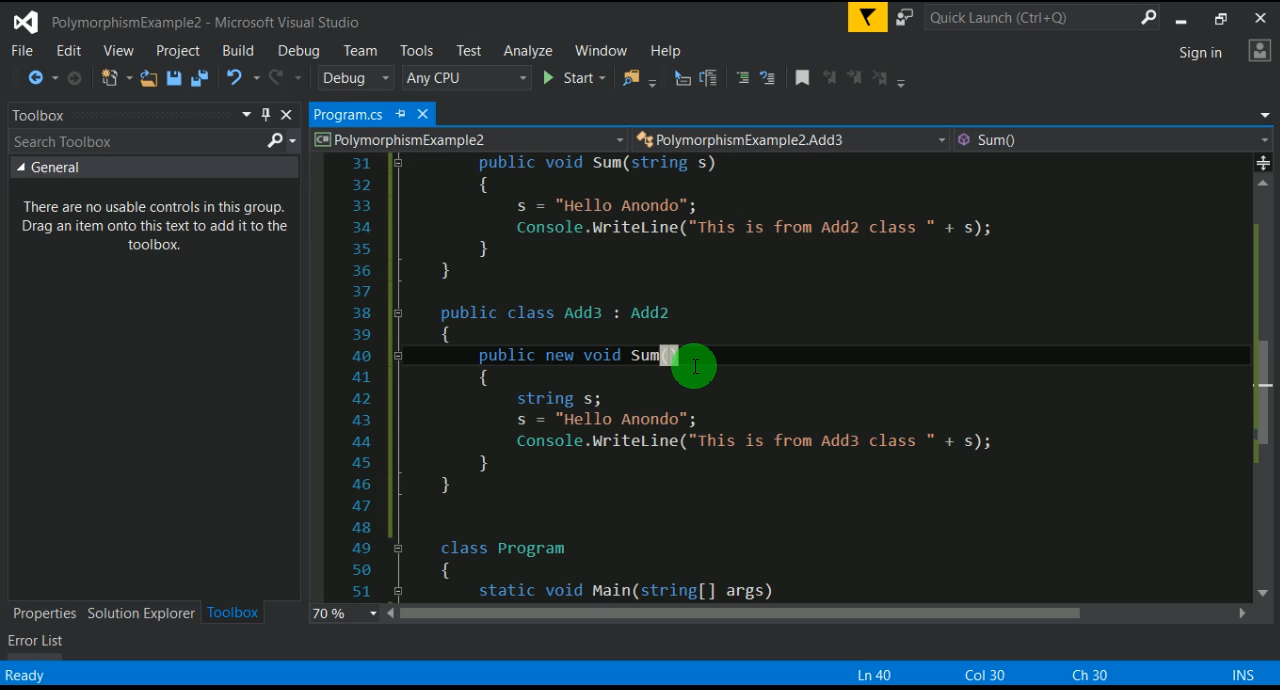 PolymorphismExample2 - Microsoft Visual Studio
Quick Launch (Ctrl+Q)
File Edit View Project Build Debug Team Tools Test Analyze Window Help
Sign in
Debug Any CPU Start
Toolbox
Program.cs
Search Toolbox
PolymorphismExample2 PolymorphismExample2.Add3 Sum()
General
There are no usable controls in this group.
Drag an item onto this text to add it to the
toolbox.
31 public void Sum(string s)
32 {
33 s = "Hello Anondo";
34 Console.WriteLine("This is from Add2 class " + s);
35 }
36 }
37
38 public class Add3 : Add2
39 {
40 public new void Sum()
41 {
42 string s;
43 s = "Hello Anondo";
44 Console.WriteLine("This is from Add3 class " + s);
45 }
46 }
47
48
49 class Program
50 {
51 static void Main(string[] args)
Properties Solution Explorer Toolbox
70 %
Error List
Ready Ln 40 Col 30 Ch 30 INS